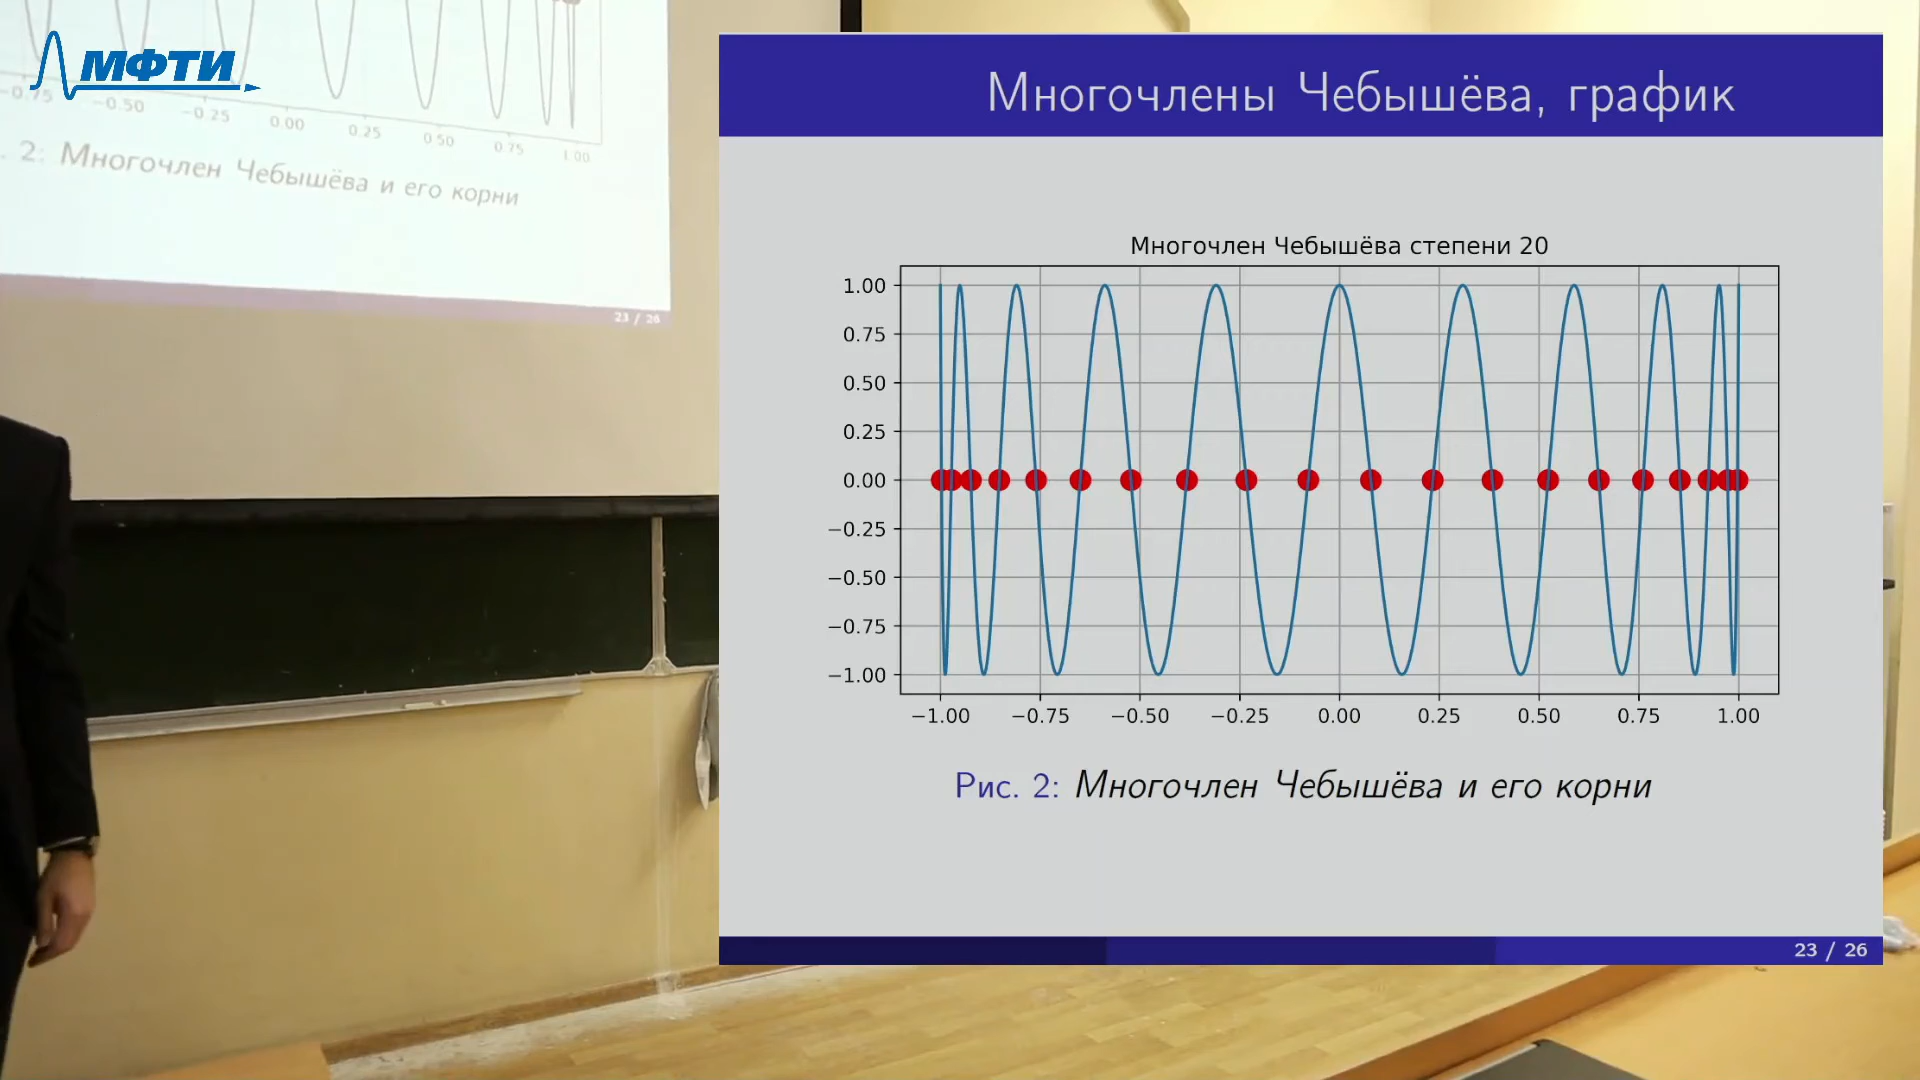 МФТИ
−0.75 −0.50 −0.25 0.00 0.25 0.50 0.75 1.00
. 2: Многочлен Чебышёва и его корни
23 / 26
Многочлены Чебышёва, график
Многочлен Чебышёва степени 20
1.00
0.75
0.50
0.25
0.00
−0.25
−0.50
−0.75
−1.00
−1.00 −0.75 −0.50 −0.25 0.00 0.25 0.50 0.75 1.00
Рис. 2: Многочлен Чебышёва и его корни
23 / 26